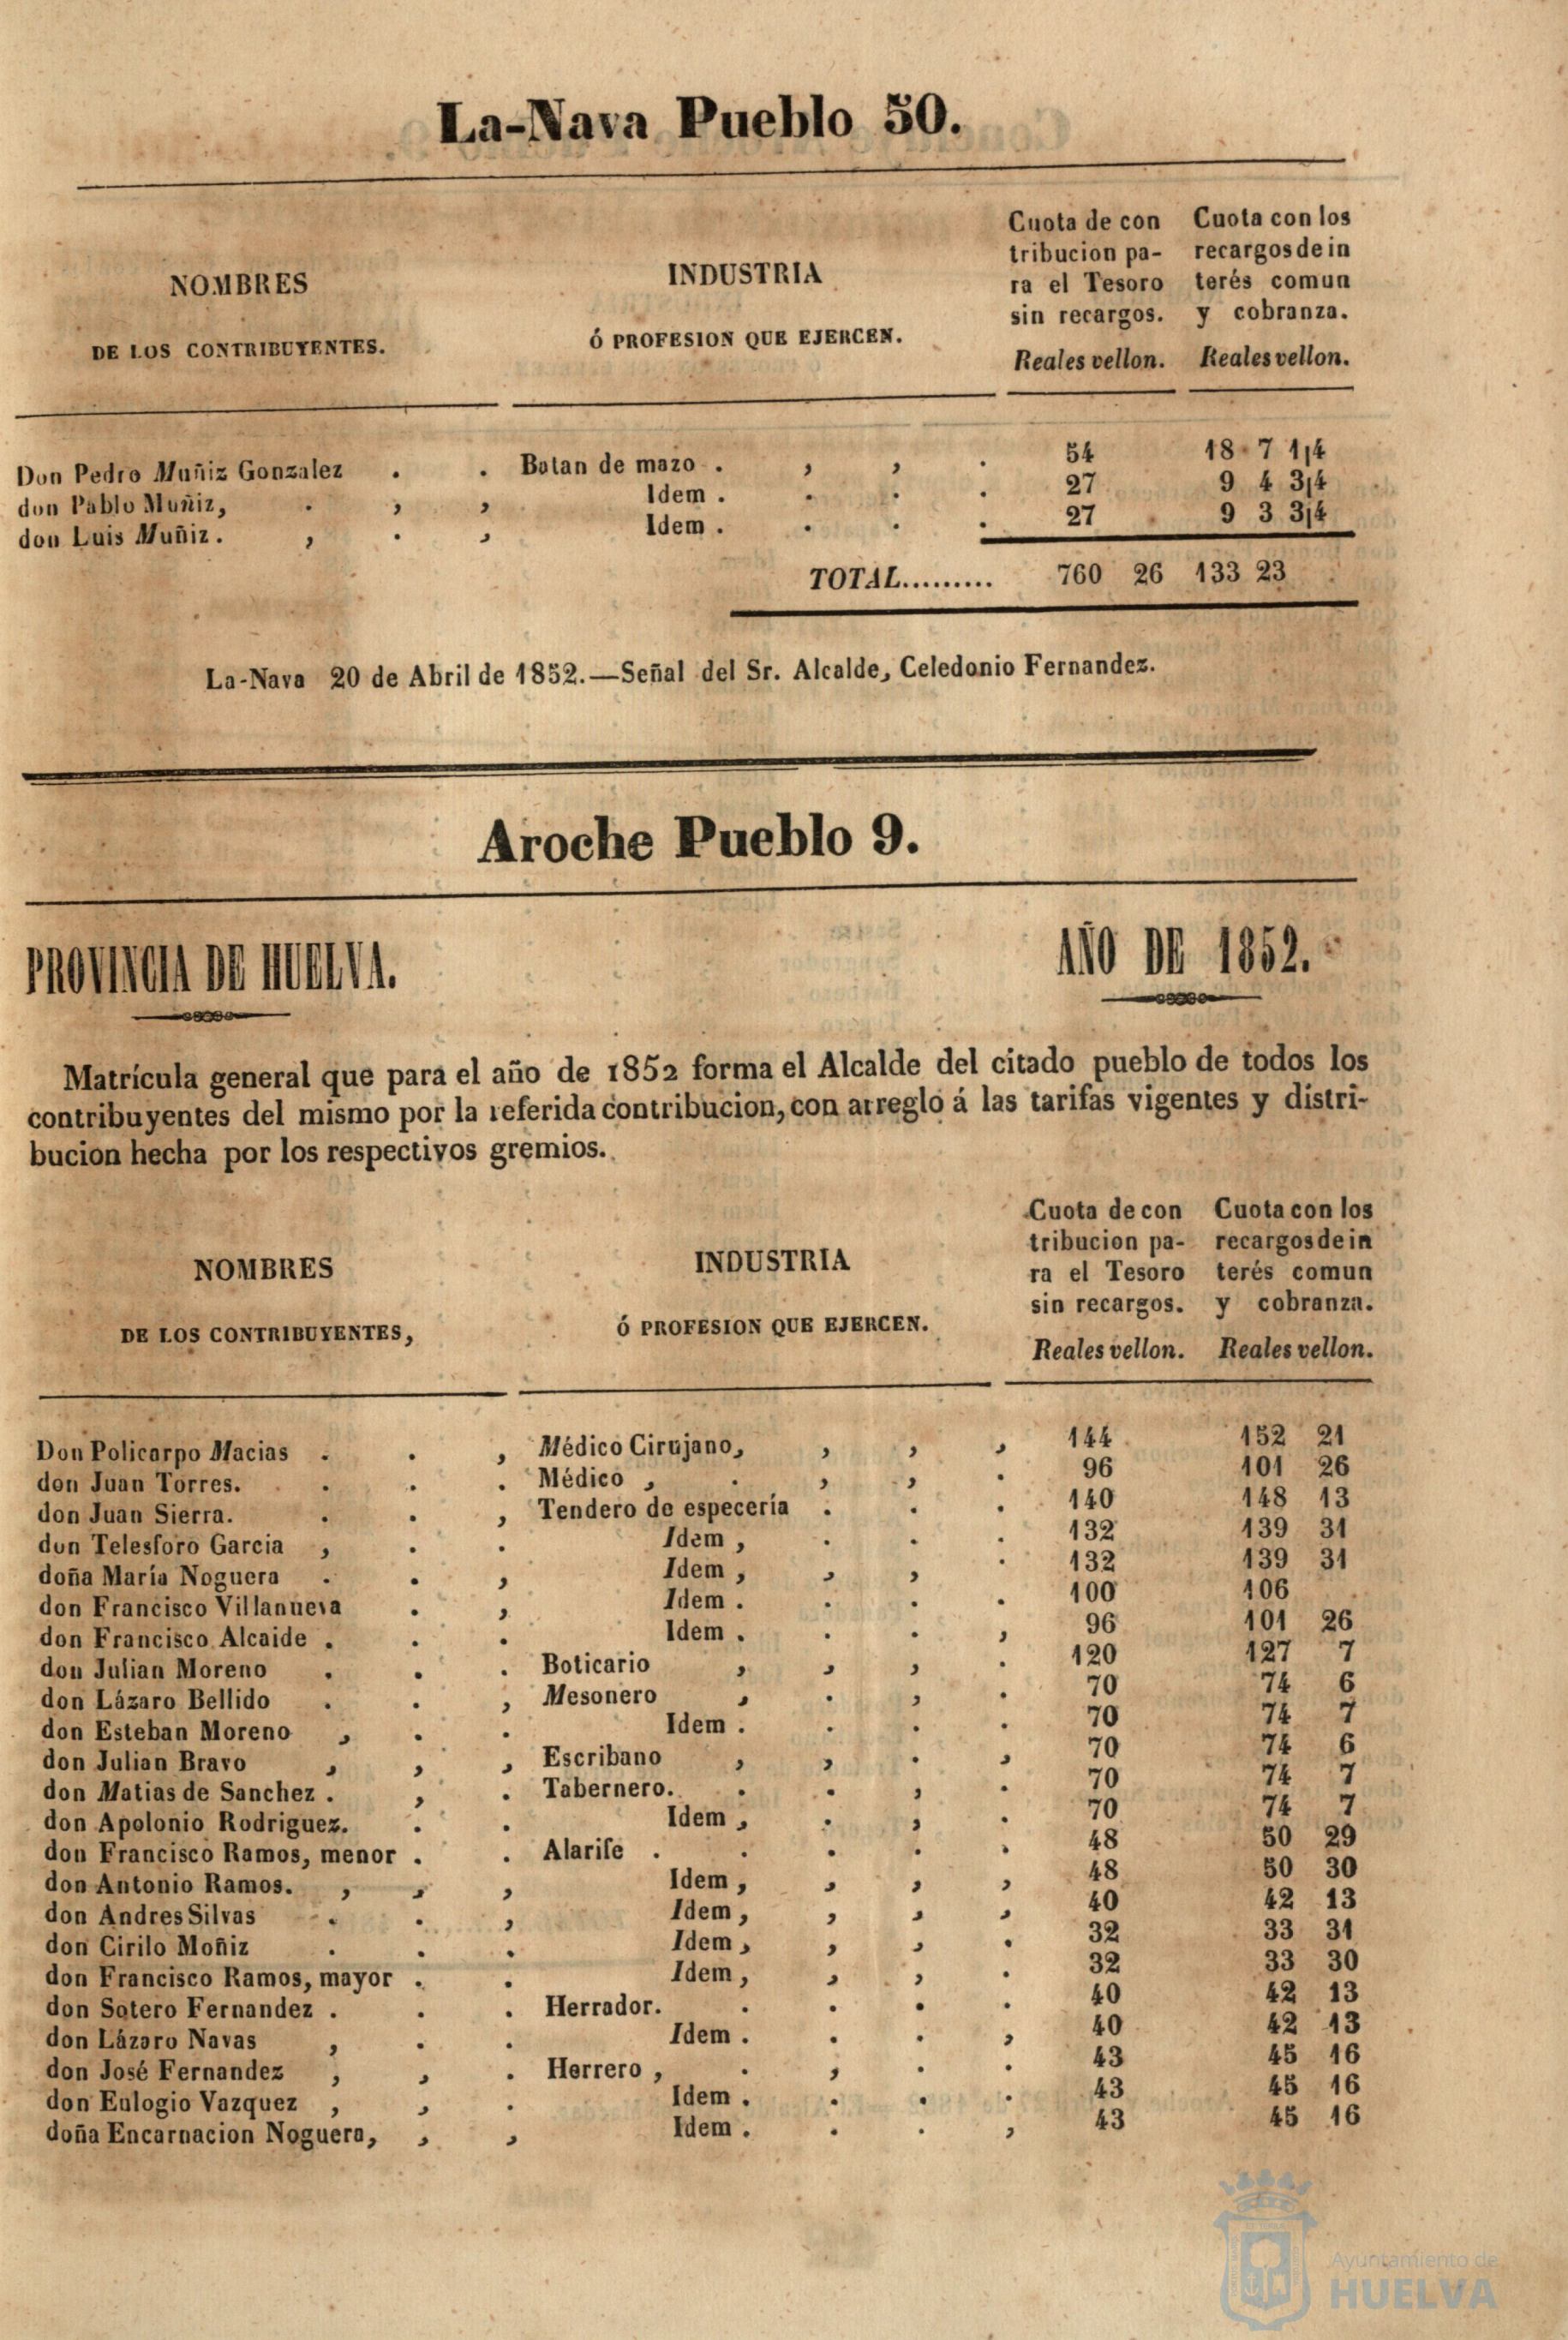 La-Nava Pueblo 50.
NOMBRES
DE LOS CONTRIBUYENTES.
INDUSTRIA
Ó PROFESION QUE EJERCEN.
Cuota de con
tribucion pa-
ra el Tesoro
sin recargos.
Reales vellon.
Cuota con los
recargos de in
terés comun
y cobranza.
Reales vellon.
Don Pedro Muñiz Gonzalez . . Botan de mazo . , , . 54 18 7 1,4
don Pablo Muñiz, . , , Idem . . . . 27 9 4 3,4
don Luis Muñiz . , . , Idem . . . . 27 9 3 3,4
TOTAL......... 760 26 133 23
La-Nava 20 de Abril de 1852.—Señal del Sr. Alcalde, Celedonio Fernandez.
Aroche Pueblo 9.
PROVINCIA DE HUELVA. AÑO DE 1852.
Matrícula general que para el año de 1852 forma el Alcalde del citado pueblo de todos los
contribuyentes del mismo por la referida contribucion, con arreglo á las tarifas vigentes y distri-
bucion hecha por los respectivos gremios.
NOMBRES
DE LOS CONTRIBUYENTES,
INDUSTRIA
Ó PROFESION QUE EJERCEN.
Cuota de con
tribucion pa-
ra el Tesoro
sin recargos.
Reales vellon.
Cuota con los
recargos de in
terés comun
y cobranza.
Reales vellon.
Don Policarpo Macias . . , Médico Cirujano, , , , 144 152 21
don Juan Torres. . . . Médico , . , , . 96 101 26
don Juan Sierra. . . , Tendero de especería . . . 140 148 13
don Telesforo Garcia , . . Idem , . . . 132 139 31
doña María Noguera . . , Idem , , , . 132 139 31
don Francisco Villanueva . , Idem . . . . 100 106
don Francisco Alcaide . . . Idem . . . , 96 101 26
don Julian Moreno . . . Boticario , , , . 120 127 7
don Lázaro Bellido . . , Mesonero , . , . 70 74 6
don Esteban Moreno , . . Idem . . . . 70 74 7
don Julian Bravo , , , Escribano , , . , 70 74 6
don Matias de Sanchez . , . Tabernero. . . , . 70 74 7
don Apolonio Rodriguez. . . Idem , . , . 70 74 7
don Francisco Ramos, menor . . Alarife . . . . . 48 50 29
don Antonio Ramos. , , , Idem , , , , 48 50 30
don Andres Silvas . . , Idem , , , , 40 42 13
don Cirilo Moñiz . . . Idem , , , . 32 33 31
don Francisco Ramos, mayor . . Idem , , , . 32 33 30
don Sotero Fernandez . . . Herrador. . . . . 40 42 13
don Lázaro Navas , . . Idem . . . , 40 42 13
don José Fernandez , , . Herrero , . , . . 43 45 16
don Eulogio Vazquez , , . Idem . . . . 43 45 16
doña Encarnacion Noguera, , , Idem . . . , 43 45 16
Ayuntamiento de
HUELVA